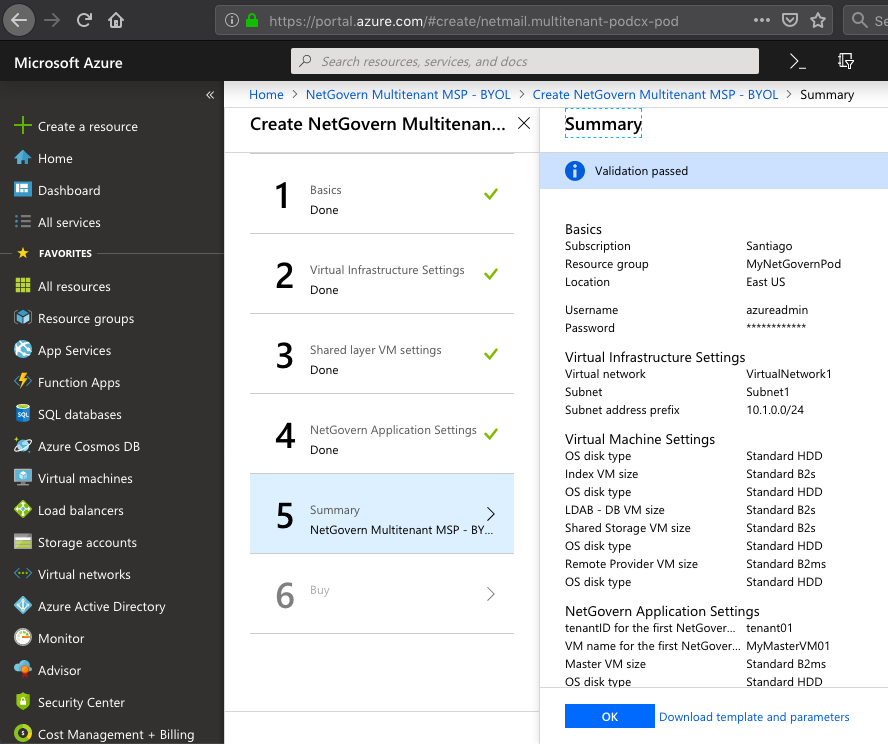 https://portal.azure.com/#create/netmail.multitenant-podcx-pod
Se
Microsoft Azure
Search resources, services, and docs
Create a resource
Home
Dashboard
All services
FAVORITES
All resources
Resource groups
App Services
Function Apps
SQL databases
Azure Cosmos DB
Virtual machines
Load balancers
Storage accounts
Virtual networks
Azure Active Directory
Monitor
Advisor
Security Center
Cost Management + Billing
Home > NetGovern Multitenant MSP - BYOL > Create NetGovern Multitenant MSP - BYOL > Summary
Create NetGovern Multitenan...
1 Basics
Done
2 Virtual Infrastructure Settings
Done
3 Shared layer VM settings
Done
4 NetGovern Application Settings
Done
5 Summary
NetGovern Multitenant MSP - BY...
6 Buy
Summary
Validation passed
Basics
Subscription Santiago
Resource group MyNetGovernPod
Location East US
Username azureadmin
Password ************
Virtual Infrastructure Settings
Virtual network VirtualNetwork1
Subnet Subnet1
Subnet address prefix 10.1.0.0/24
Virtual Machine Settings
OS disk type Standard HDD
Index VM size Standard B2s
OS disk type Standard HDD
LDAB - DB VM size Standard B2s
Shared Storage VM size Standard B2s
OS disk type Standard HDD
Remote Provider VM size Standard B2ms
OS disk type Standard HDD
NetGovern Application Settings
tenantID for the first NetGover... tenant01
VM name for the first NetGover... MyMasterVM01
Master VM size Standard B2ms
OS disk type Standard HDD
OK Download template and parameters